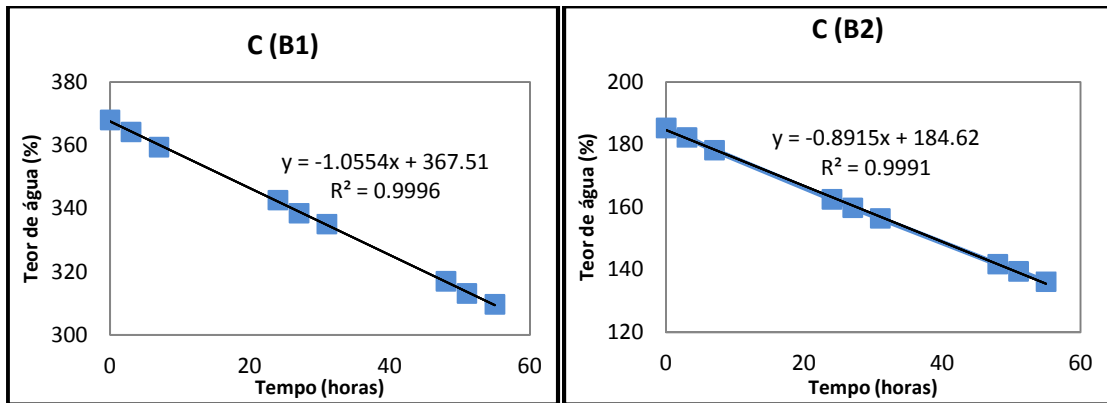 C (B1)
380
360
340
320
300
Teor de água (%)
y = -1.0554x + 367.51
R² = 0.9996
0
20
40
60
Tempo (horas)
C (B2)
200
180
160
140
120
Teor de água (%)
y = -0.8915x + 184.62
R² = 0.9991
0
20
40
60
Tempo (horas)